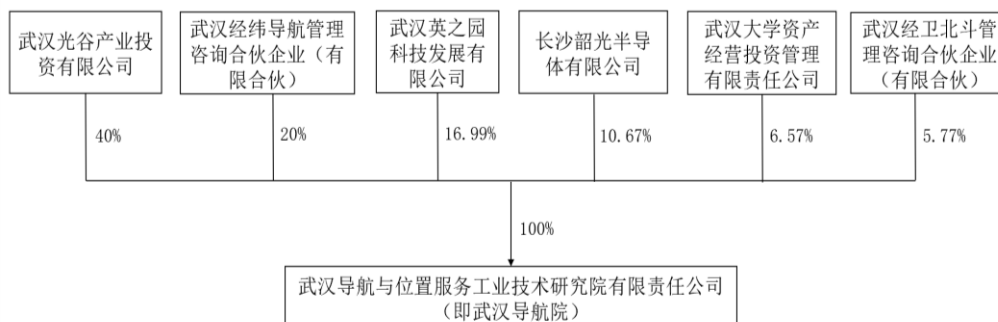 武汉光谷产业投
资有限公司
武汉经纬导航管理
咨询合伙企业（有
限合伙）
武汉英之园
科技发展有
限公司
长沙韶光半导
体有限公司
武汉大学资产
经营投资管理
有限责任公司
武汉经卫北斗管
理咨询合伙企业
（有限合伙）
40%
20%
16.99%
10.67%
6.57%
5.77%
100%
武汉导航与位置服务工业技术研究院有限责任公司
（即武汉导航院）